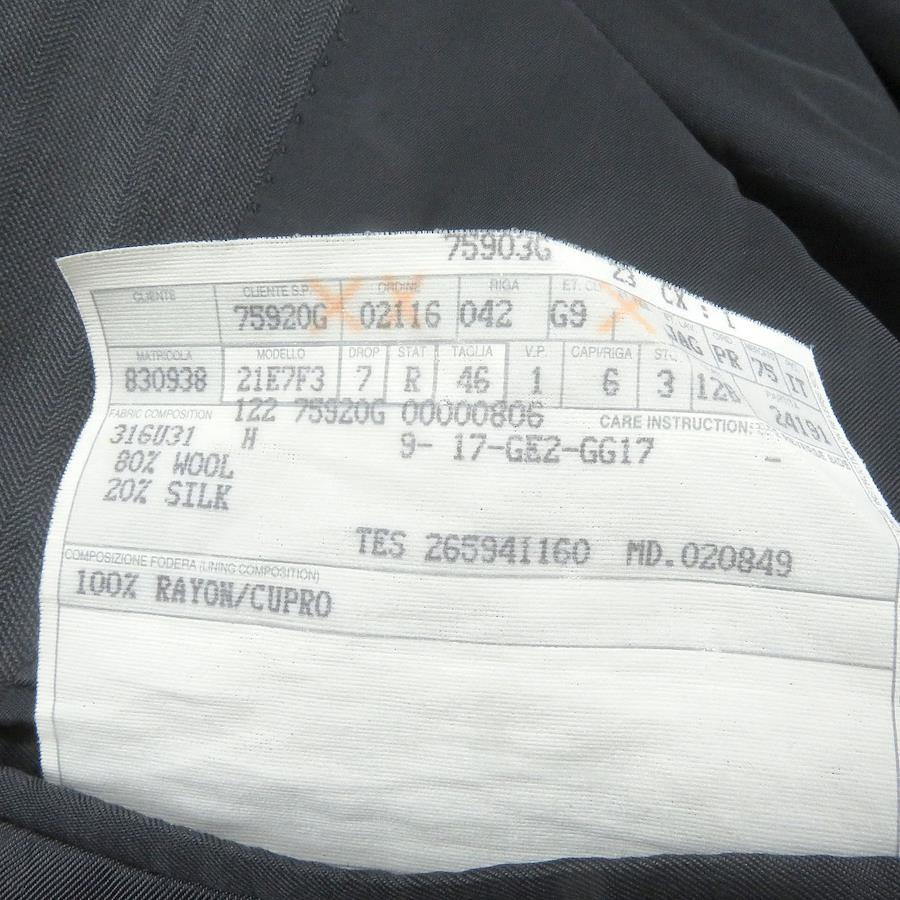 75903G
23 CX : I
CLIENTE CLIENTE S.P. ORDINE RIGA
75920G 02116 042 G9 NAG PR 75 IT
MATRICOLA MODELLO DROP STAT TAGLIA V.P. CAPI/RIGA
830938 21E7F3 7 R 46 1 6 3
24191
122 75920G 00000806
FABRIC COMPOSITION CARE INSTRUCTION:
316U31 H 9- 17-GE2-GG17 -
80% WOOL
20% SILK
TES 265941160 MD.020849
COMPOSIZIONE FODERA (LINING COMPOSITION)
100% RAYON/CUPRO